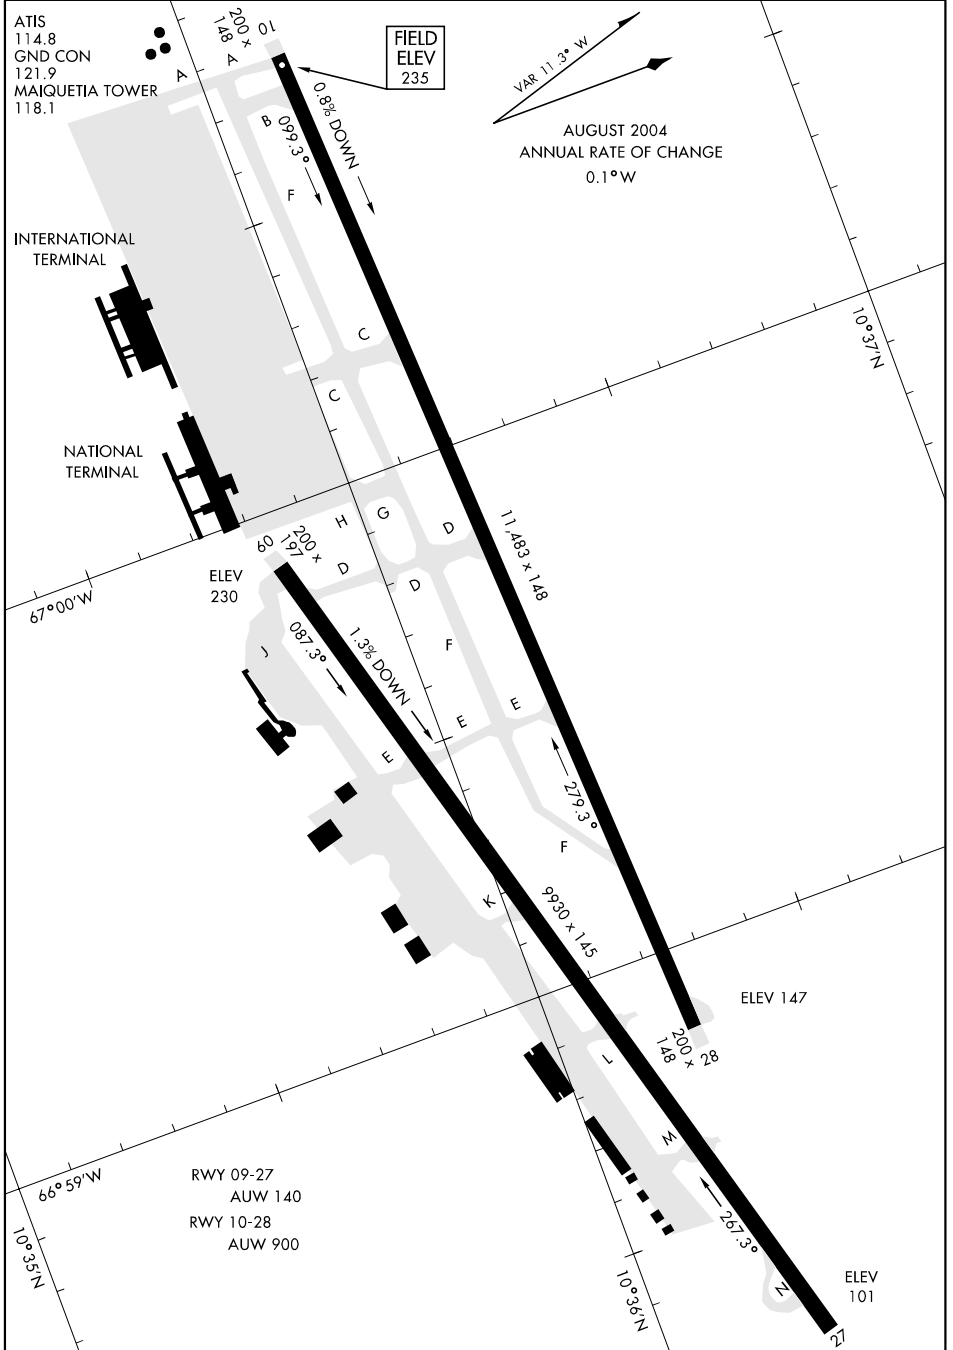 ATIS
114.8
GND CON
121.9
MAIQUETIA TOWER
118.1
A
A
200 x
148
10
FIELD
ELEV
235
VAR 11.3° W
AUGUST 2004
ANNUAL RATE OF CHANGE
0.1° W
0.8% DOWN
B
099.3°
F
INTERNATIONAL
TERMINAL
C
C
10°37'N
NATIONAL
TERMINAL
H
G
D
11,483 x 148
09
200 x
197
D
D
ELEV
230
67°00'W
J
087.3°
1.3% DOWN
F
E
E
E
279.3°
F
K
9930 x 145
ELEV 147
200 x
148
28
L
M
66°59'W
RWY 09-27
AUW 140
RWY 10-28
AUW 900
10°35'N
267.3°
10°36'N
N
ELEV
101
27